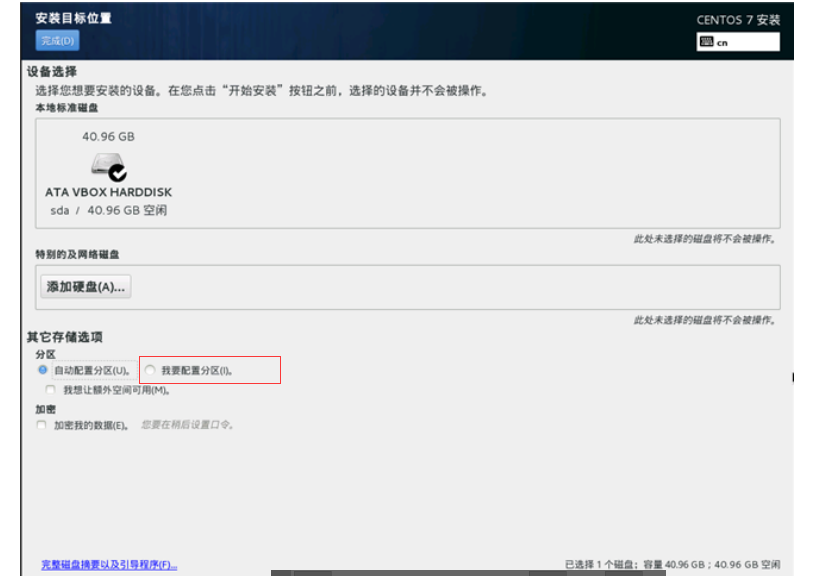 安装目标位置
CENTOS 7 安装
完成(D)
cn
设备选择
选择您想要安装的设备。在您点击“开始安装”按钮之前，选择的设备并不会被操作。
本地标准磁盘
40.96 GB
ATA VBOX HARDDISK
sda / 40.96 GB 空闲
此处未选择的磁盘将不会被操作。
特别的及网络磁盘
添加硬盘(A)...
此处未选择的磁盘将不会被操作。
其它存储选项
分区
自动配置分区(U)。 我要配置分区(I)。
我想让额外空间可用(M)。
加密
加密我的数据(E)。 您要在稍后设置口令。
完整磁盘摘要以及引导程序(F)...
已选择 1 个磁盘；容量 40.96 GB；40.96 GB 空闲